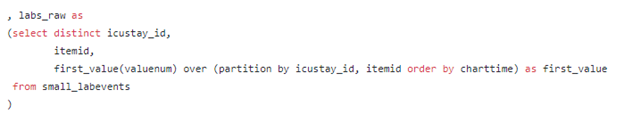 , labs_raw as
(select distinct icustay_id,
itemid,
first_value(valuenum) over (partition by icustay_id, itemid order by charttime) as first_value
from small_labevents
)